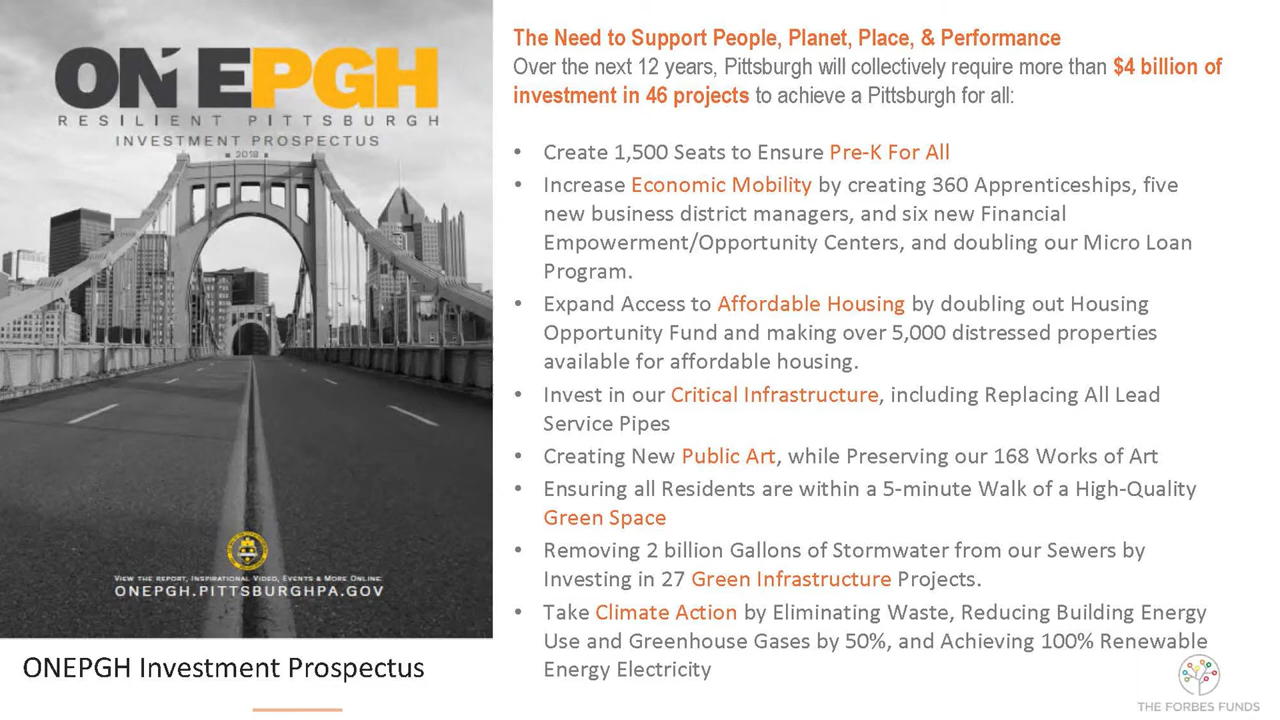 ONEPGH
RESILIENT PITTSBURGH
INVESTMENT PROSPECTUS
2018
VIEW THE REPORT, INSPIRATIONAL VIDEO, EVENTS & MORE ONLINE:
ONEPGH.PITTSBURGHPA.GOV
ONEPGH Investment Prospectus
The Need to Support People, Planet, Place, & Performance
Over the next 12 years, Pittsburgh will collectively require more than $4 billion of
investment in 46 projects to achieve a Pittsburgh for all:
• Create 1,500 Seats to Ensure Pre-K For All
• Increase Economic Mobility by creating 360 Apprenticeships, five
new business district managers, and six new Financial
Empowerment/Opportunity Centers, and doubling our Micro Loan
Program.
• Expand Access to Affordable Housing by doubling out Housing
Opportunity Fund and making over 5,000 distressed properties
available for affordable housing.
• Invest in our Critical Infrastructure, including Replacing All Lead
Service Pipes
• Creating New Public Art, while Preserving our 168 Works of Art
• Ensuring all Residents are within a 5-minute Walk of a High-Quality
Green Space
• Removing 2 billion Gallons of Stormwater from our Sewers by
Investing in 27 Green Infrastructure Projects.
• Take Climate Action by Eliminating Waste, Reducing Building Energy
Use and Greenhouse Gases by 50%, and Achieving 100% Renewable
Energy Electricity
THE FORBES FUNDS